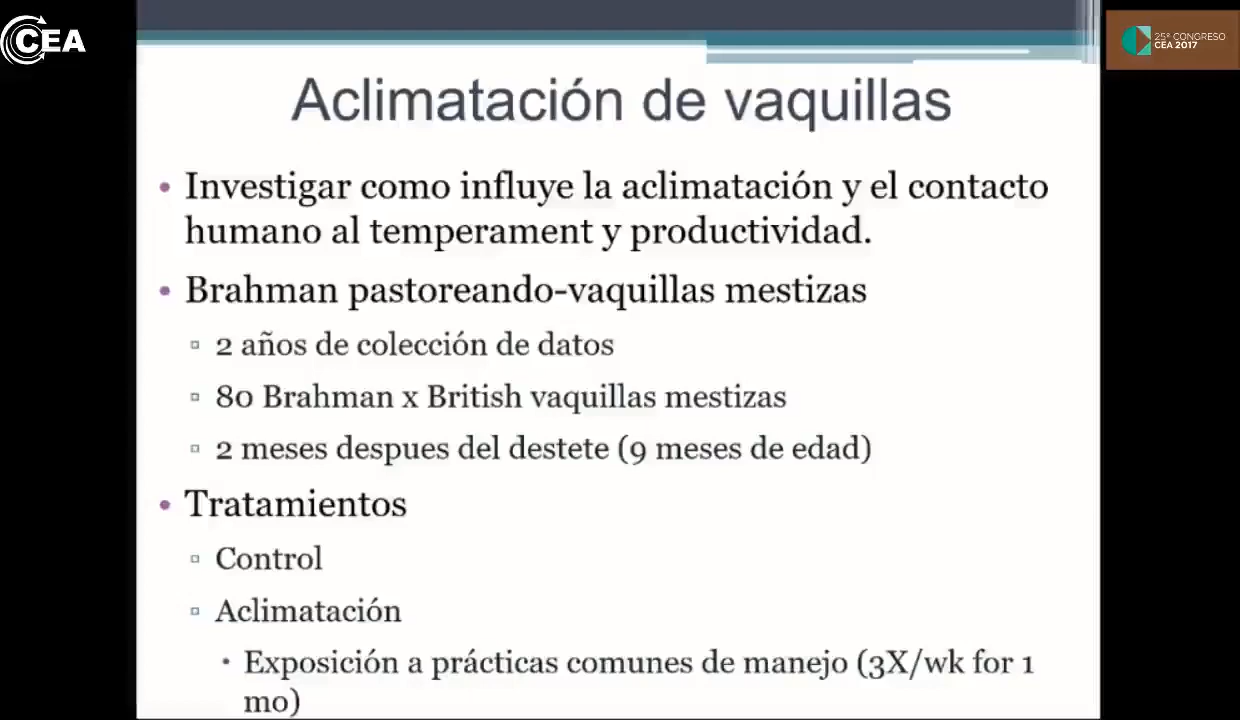 CEA
25º CONGRESO
CEA 2017
Aclimatación de vaquillas
• Investigar como influye la aclimatación y el contacto
humano al temperament y productividad.
• Brahman pastoreando-vaquillas mestizas
▫ 2 años de colección de datos
▫ 80 Brahman x British vaquillas mestizas
▫ 2 meses despues del destete (9 meses de edad)
• Tratamientos
▫ Control
▫ Aclimatación
• Exposición a prácticas comunes de manejo (3X/wk for 1
mo)